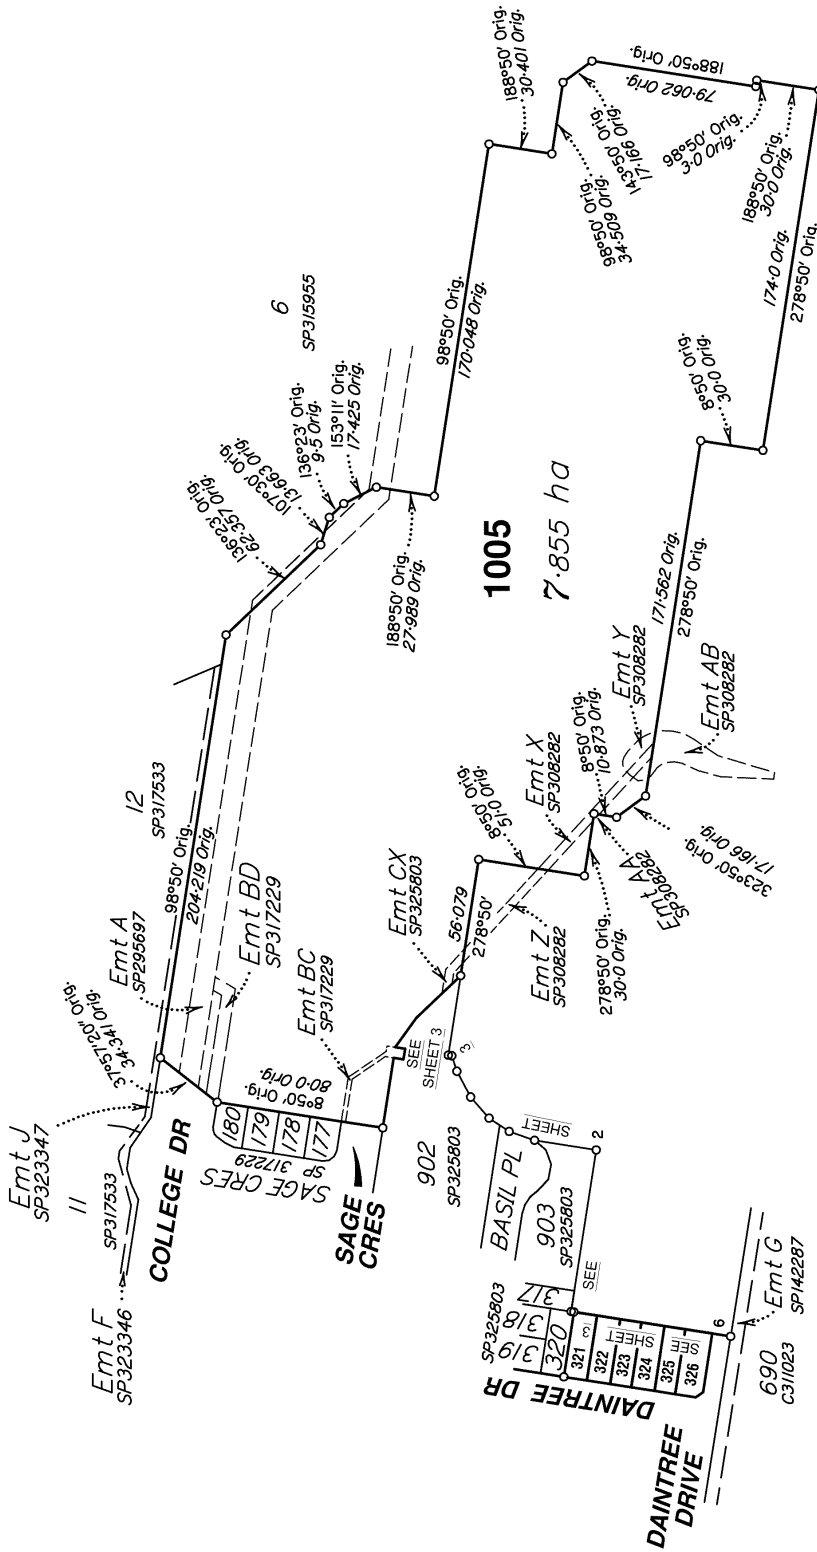 188°50' Orig.
30·401 Orig.
188°50' Orig.
79·062 Orig.
98°50' Orig.
34·509 Orig.
143°50' Orig.
17·166 Orig.
98°50' Orig.
3·0 Orig.
188°50' Orig.
30·0 Orig.
174·0 Orig.
278°50' Orig.
8°50' Orig.
30·0 Orig.
98°50' Orig.
170·048 Orig.
6
SP315955
136°23' Orig.
62·357 Orig.
107°30' Orig.
13·663 Orig.
136°23' Orig.
9·5 Orig.
153°11' Orig.
17·425 Orig.
188°50' Orig.
27·989 Orig.
1005
7·855 ha
171·562 Orig.
278°50' Orig.
Emt Y
SP308282
Emt AB
SP308282
8°50' Orig.
10·873 Orig.
Emt X
SP308282
8°50' Orig.
51·0 Orig.
323°50' Orig.
17·166 Orig.
Emt AA
SP308282
278°50' Orig.
30·0 Orig.
Emt Z
SP308282
56·079
278°50'
Emt CX
SP325803
12
SP317533
98°50' Orig.
204·219 Orig.
Emt A
SP295697
Emt BD
SP317229
Emt BC
SP317229
37°57'20" Orig.
34·341 Orig.
8°50' Orig.
80·0 Orig.
180
179
178
177
SP 317229
SAGE CRES
SAGE
CRES
SEE
SHEET 3
3
Emt J
SP323347
11
SP317533
COLLEGE DR
Emt F
SP323346
902
SP325803
BASIL PL
903
SP325803
SEE
SHEET
2
SP325803
317
318
319
320
321
322
323
324
325
326
SEE
SHEET
3
6
DAINTREE DR
DAINTREE
DRIVE
Emt G
SP142287
690
C311023